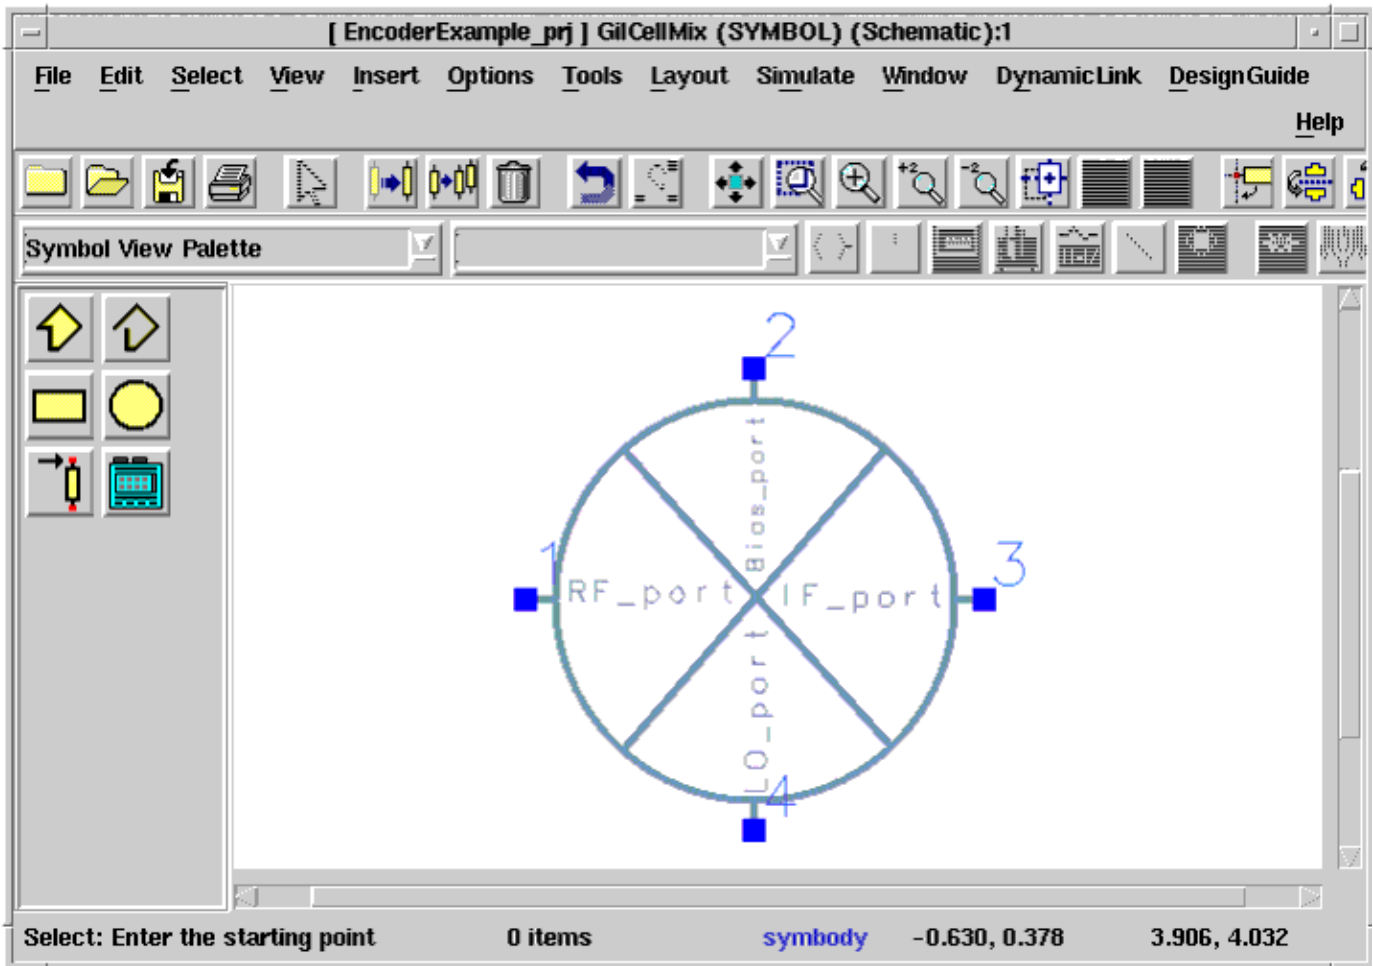 [ EncoderExample_prj ] GilCellMix (SYMBOL) (Schematic):1
File Edit Select View Insert Options Tools Layout Simulate Window DynamicLink DesignGuide
Help
+2 -2
Symbol View Palette
2
Bias_port
1 RF_port IF_port 3
LO_port
4
Select: Enter the starting point 0 items symbody -0.630, 0.378 3.906, 4.032